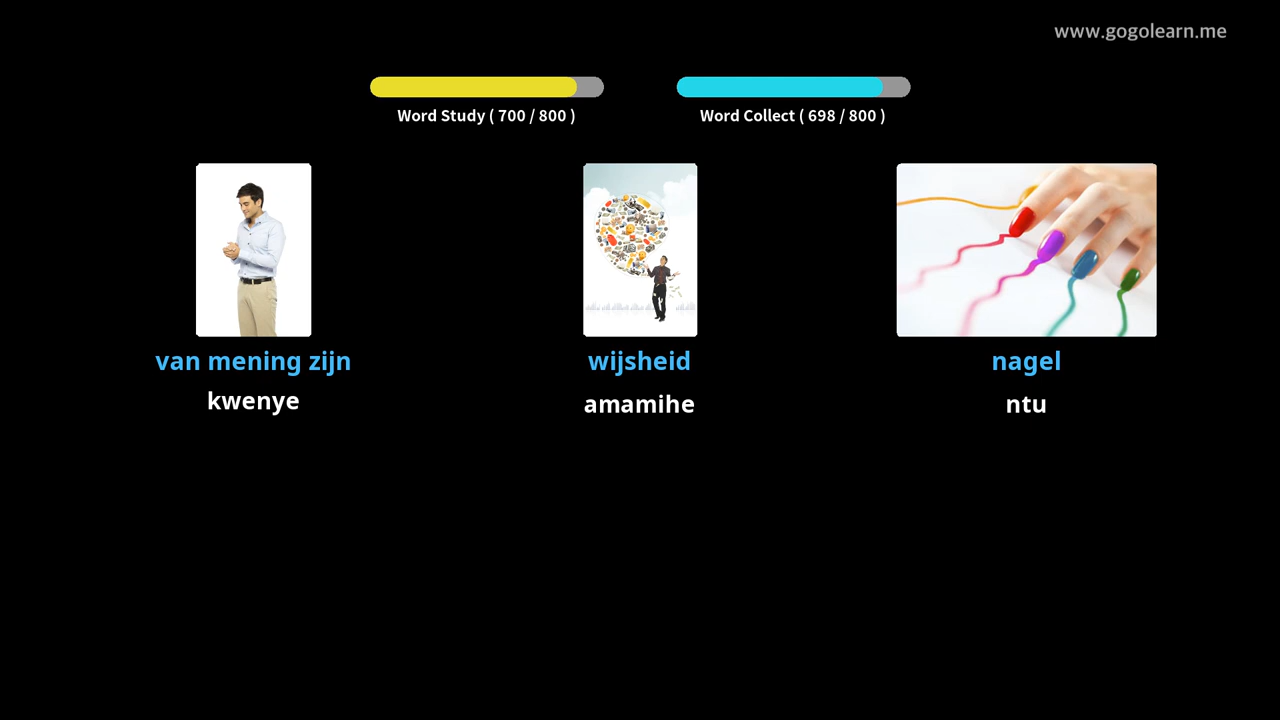 www.gogolearn.me
Word Study ( 700 / 800 )
Word Collect ( 698 / 800 )
van mening zijn
kwenye
wijsheid
amamihe
nagel
ntu